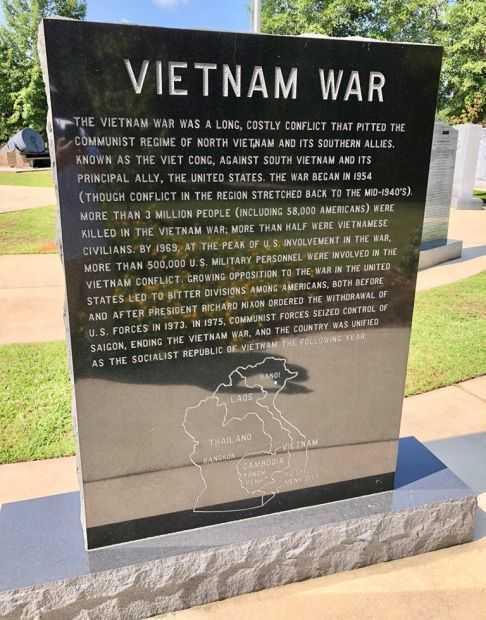 VIETNAM WAR
THE VIETNAM WAR WAS A LONG, COSTLY CONFLICT THAT PITTED THE
COMMUNIST REGIME OF NORTH VIETNAM AND ITS SOUTHERN ALLIES.
KNOWN AS THE VIET CONG, AGAINST SOUTH VIETNAM AND ITS
PRINCIPAL ALLY, THE UNITED STATES. THE WAR BEGAN IN 1954
(THOUGH CONFLICT IN THE REGION STRETCHED BACK TO THE MID-1940'S).
MORE THAN 3 MILLION PEOPLE (INCLUDING 58,000 AMERICANS) WERE
KILLED IN THE VIETNAM WAR; MORE THAN HALF WERE VIETNAMESE
CIVILIANS. BY 1969, AT THE PEAK OF U.S. INVOLVEMENT IN THE WAR,
MORE THAN 500,000 U.S. MILITARY PERSONNEL WERE INVOLVED IN THE
VIETNAM CONFLICT. GROWING OPPOSITION TO THE WAR IN THE UNITED
STATES LED TO BITTER DIVISIONS AMONG AMERICANS, BOTH BEFORE
AND AFTER PRESIDENT RICHARD NIXON ORDERED THE WITHDRAWAL OF
U.S. FORCES IN 1973. IN 1975, COMMUNIST FORCES SEIZED CONTROL OF
SAIGON, ENDING THE VIETNAM WAR, AND THE COUNTRY WAS UNIFIED
AS THE SOCIALIST REPUBLIC OF VIETNAM THE FOLLOWING YEAR.
HANOI
LAOS
THAILAND
VIETNAM
BANGKOK
CAMBODIA
PHNOM
PENH